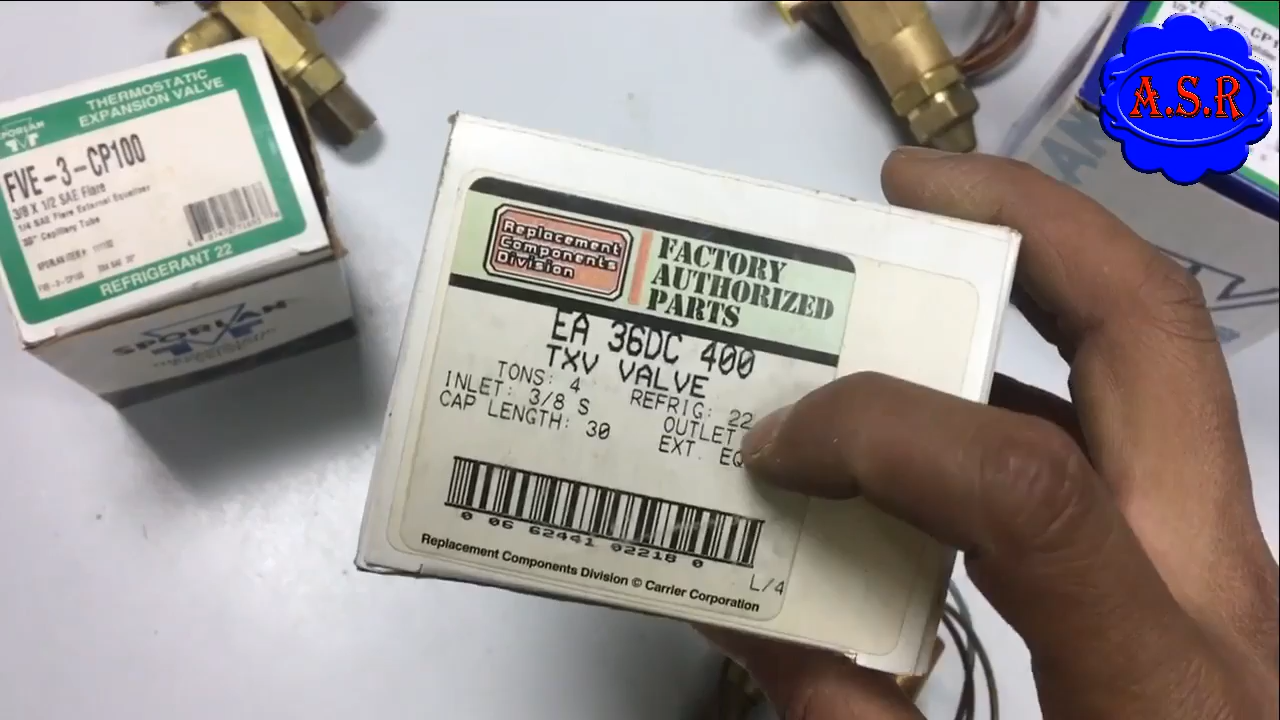 THERMOSTATIC
EXPANSION VALVE
SPORLAN
FVE-3-CP100
3/8 X 1/2 SAE Flare
1/4 SAE Flare External Equalizer
30" Capillary Tube
REFRIGERANT 22
SPORLAN
A.S.R
Replacement
Components
Division
FACTORY
AUTHORIZED
PARTS
EA 36DC 400
TXV VALVE
TONS: 4 REFRIG: 22
INLET: 3/8 S OUTLET
CAP LENGTH: 30 EXT. EQ
0 06 62441 02218 0
L/4
Replacement Components Division © Carrier Corporation